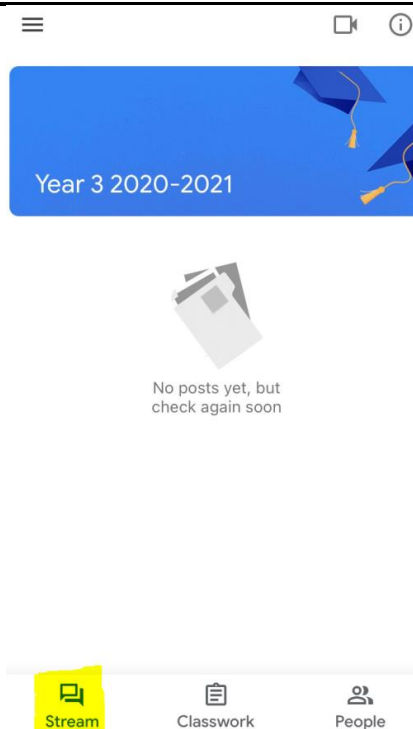 Year 3 2020-2021
No posts yet, but
check again soon
Stream
Classwork
People